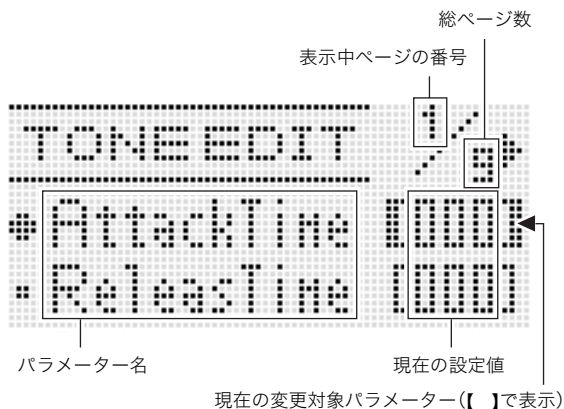 総ページ数
表示中ページの番号
TONE EDIT 1/9
AttackTime 【000】
ReleasTime [000]
パラメーター名
現在の設定値
現在の変更対象パラメーター(【 】で表示)